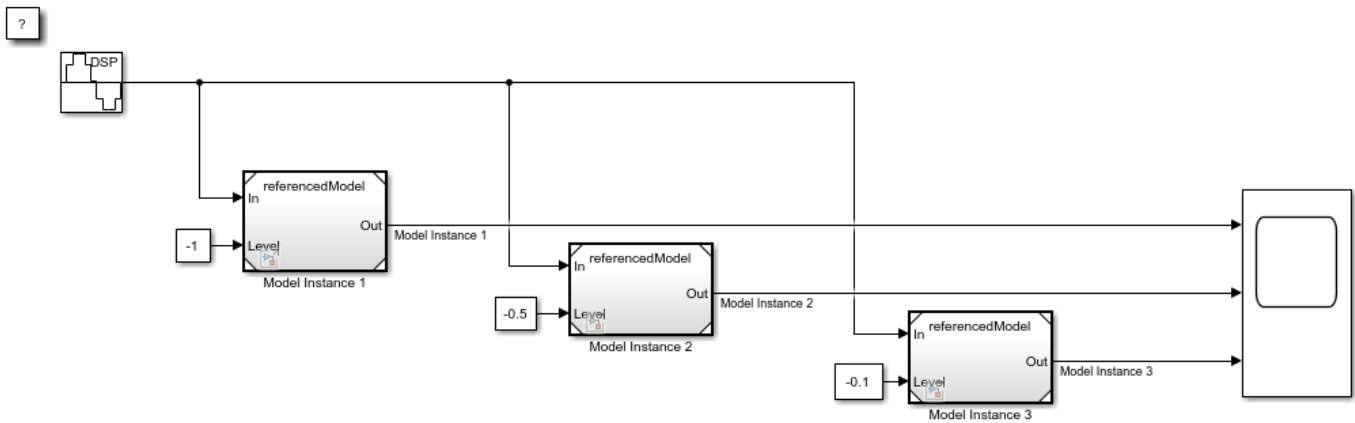 ?
DSP
referencedModel
In
Out
Model Instance 1
-1
Level
Model Instance 1
referencedModel
In
Out
Model Instance 2
-0.5
Level
Model Instance 2
referencedModel
In
Out
Model Instance 3
-0.1
Level
Model Instance 3